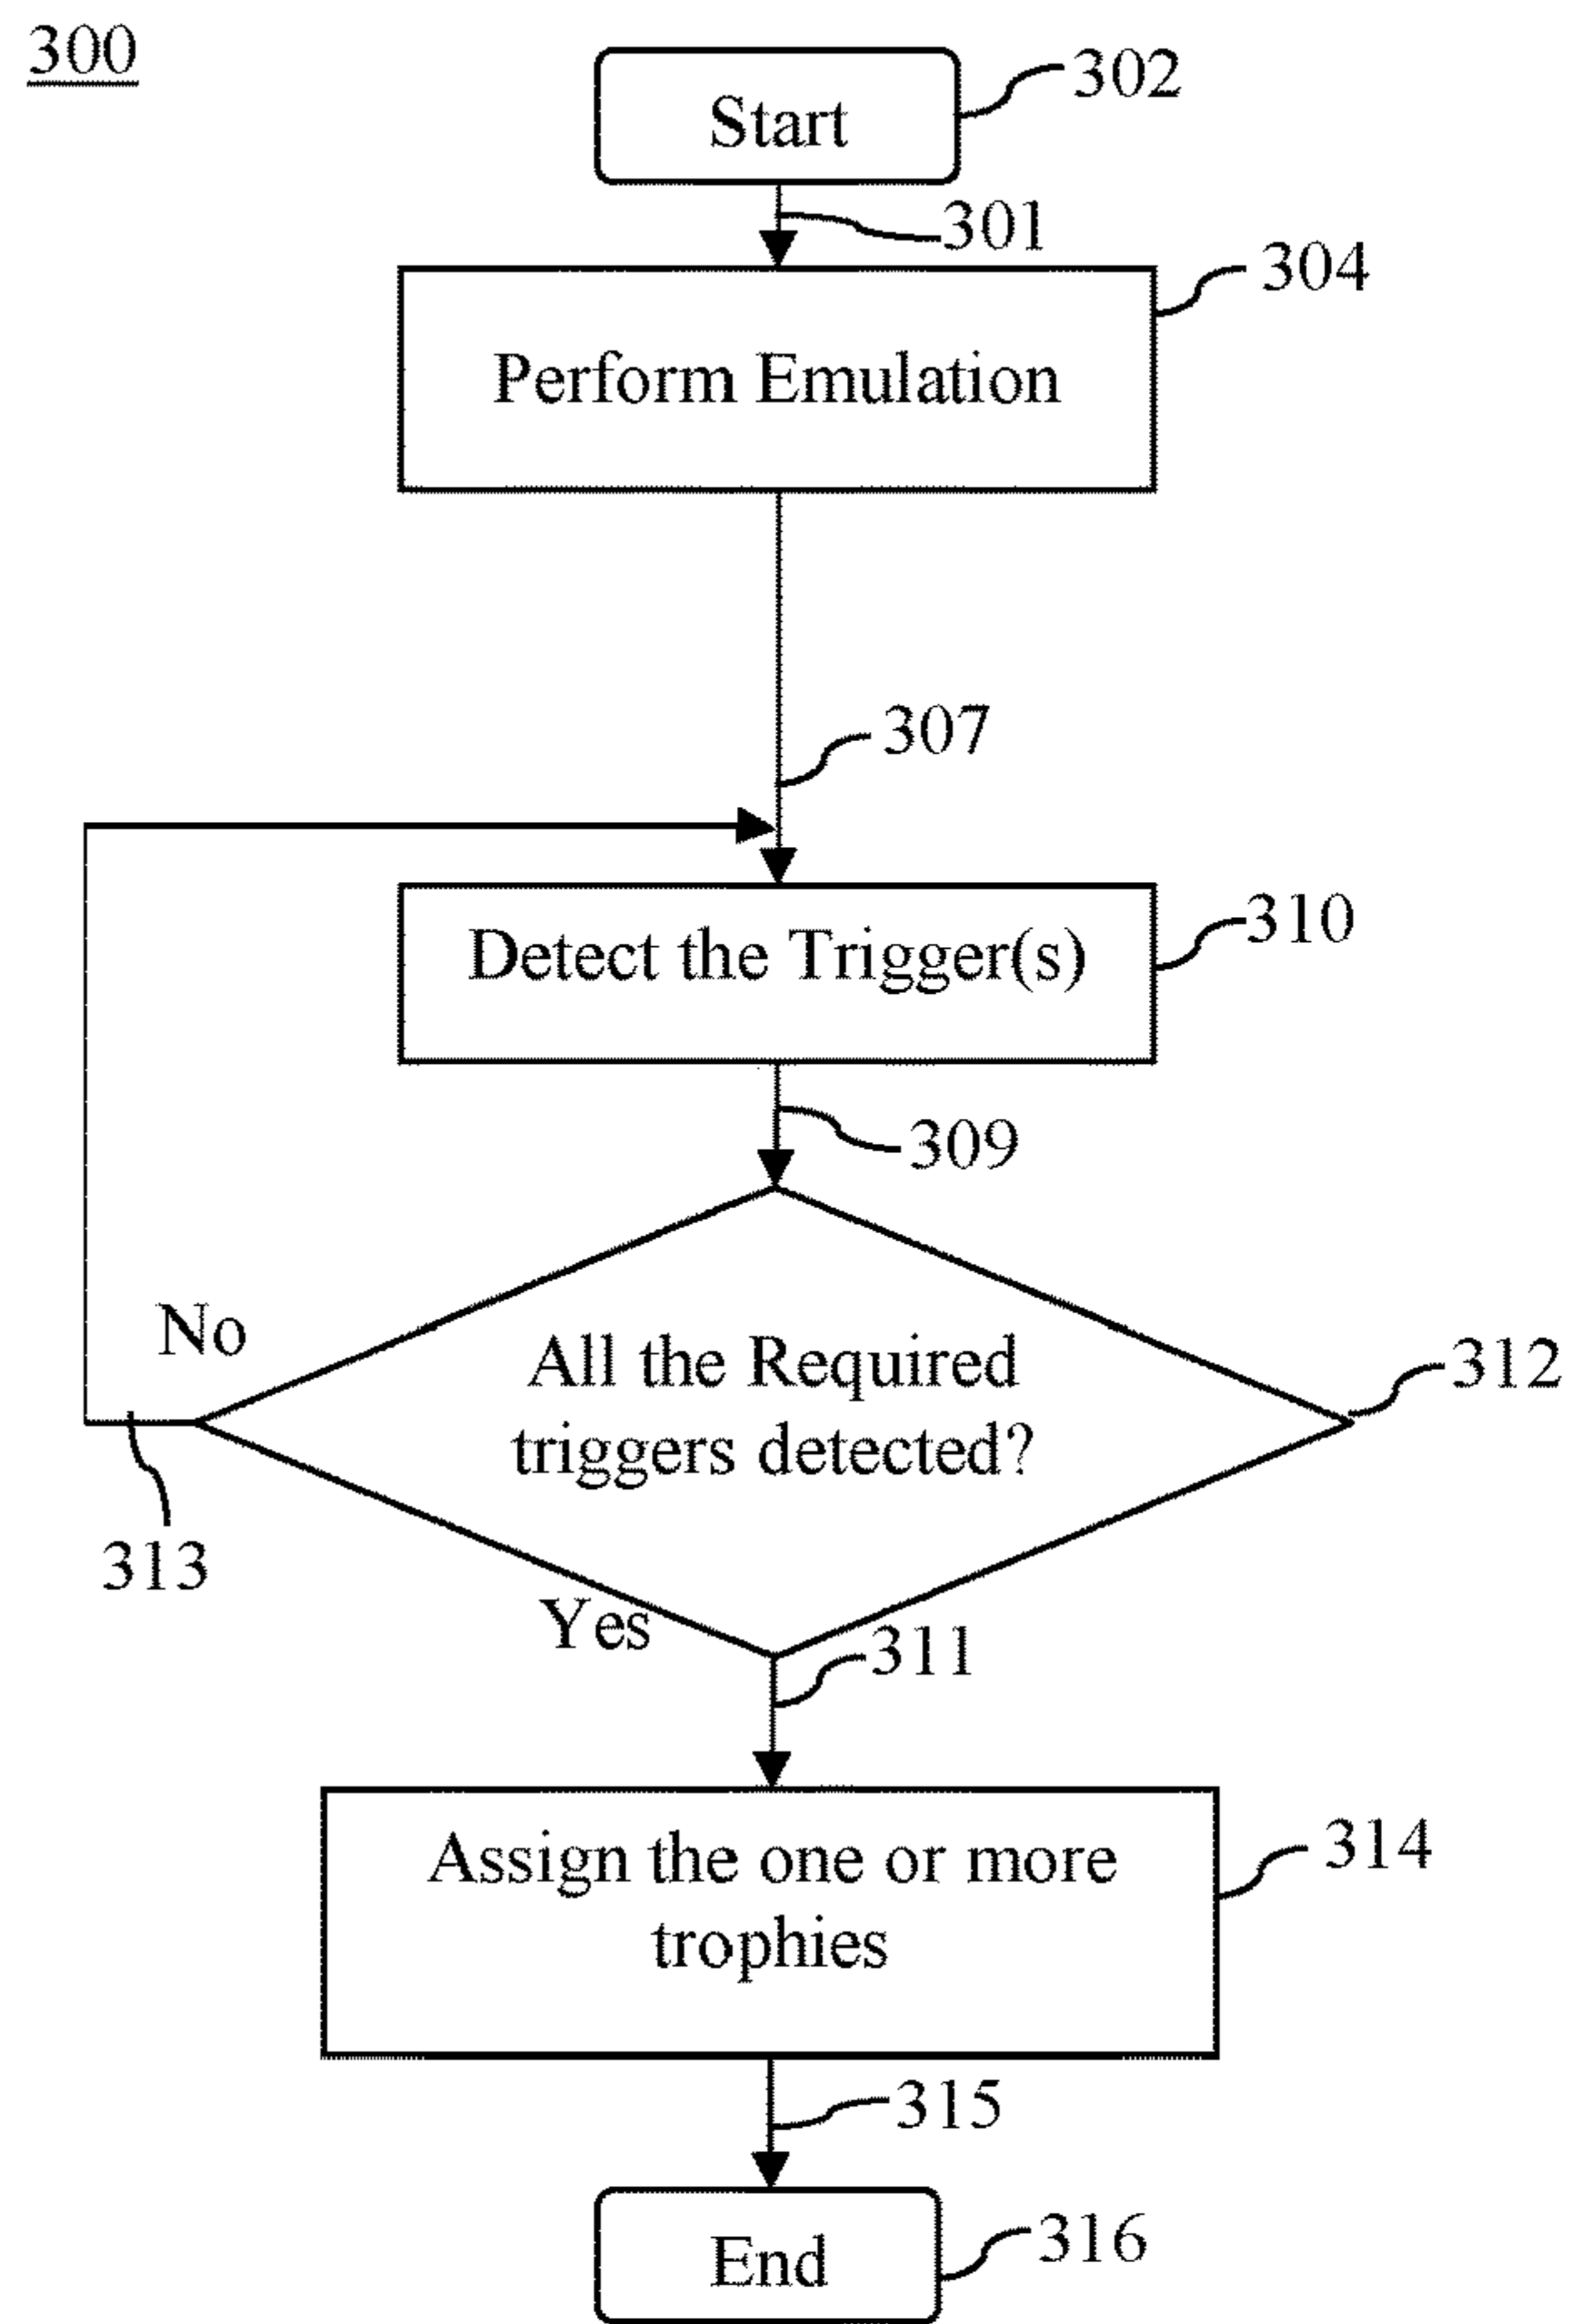 300
Start
302
301
304
Perform Emulation
307
Detect the Trigger(s)
310
309
No
All the Required
triggers detected?
312
313
Yes
311
Assign the one or more
trophies
314
315
End
316